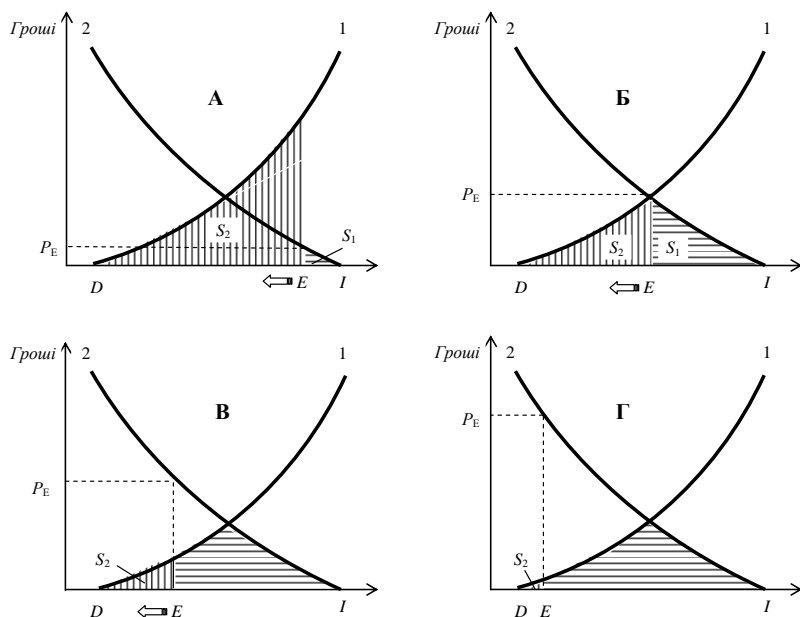 Гроші 2 1
А
S2
S1
PE
D E I
Гроші 2 1
Б
PE
S2 S1
D E I
Гроші 2 1
В
PE
S2
D E I
Гроші 2 1
Г
PE
S2
D E I